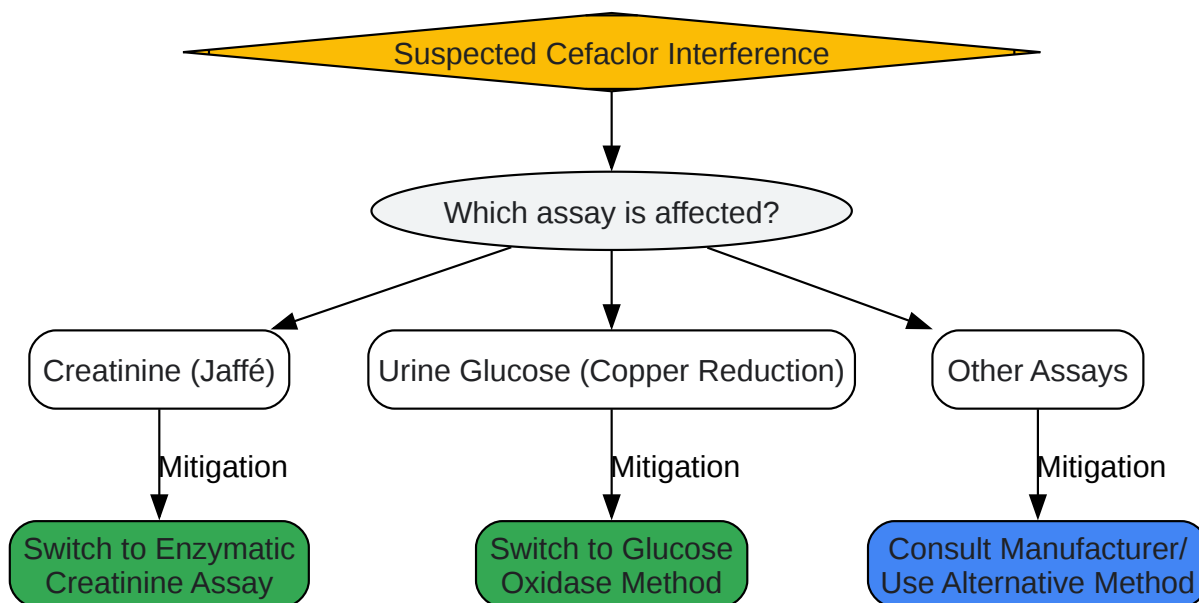 Suspected Cefaclor Interference
Which assay is affected?
Creatinine (Jaffé)
Urine Glucose (Copper Reduction)
Other Assays
Mitigation
Mitigation
Mitigation
Switch to Enzymatic
Creatinine Assay
Switch to Glucose
Oxidase Method
Consult Manufacturer/
Use Alternative Method